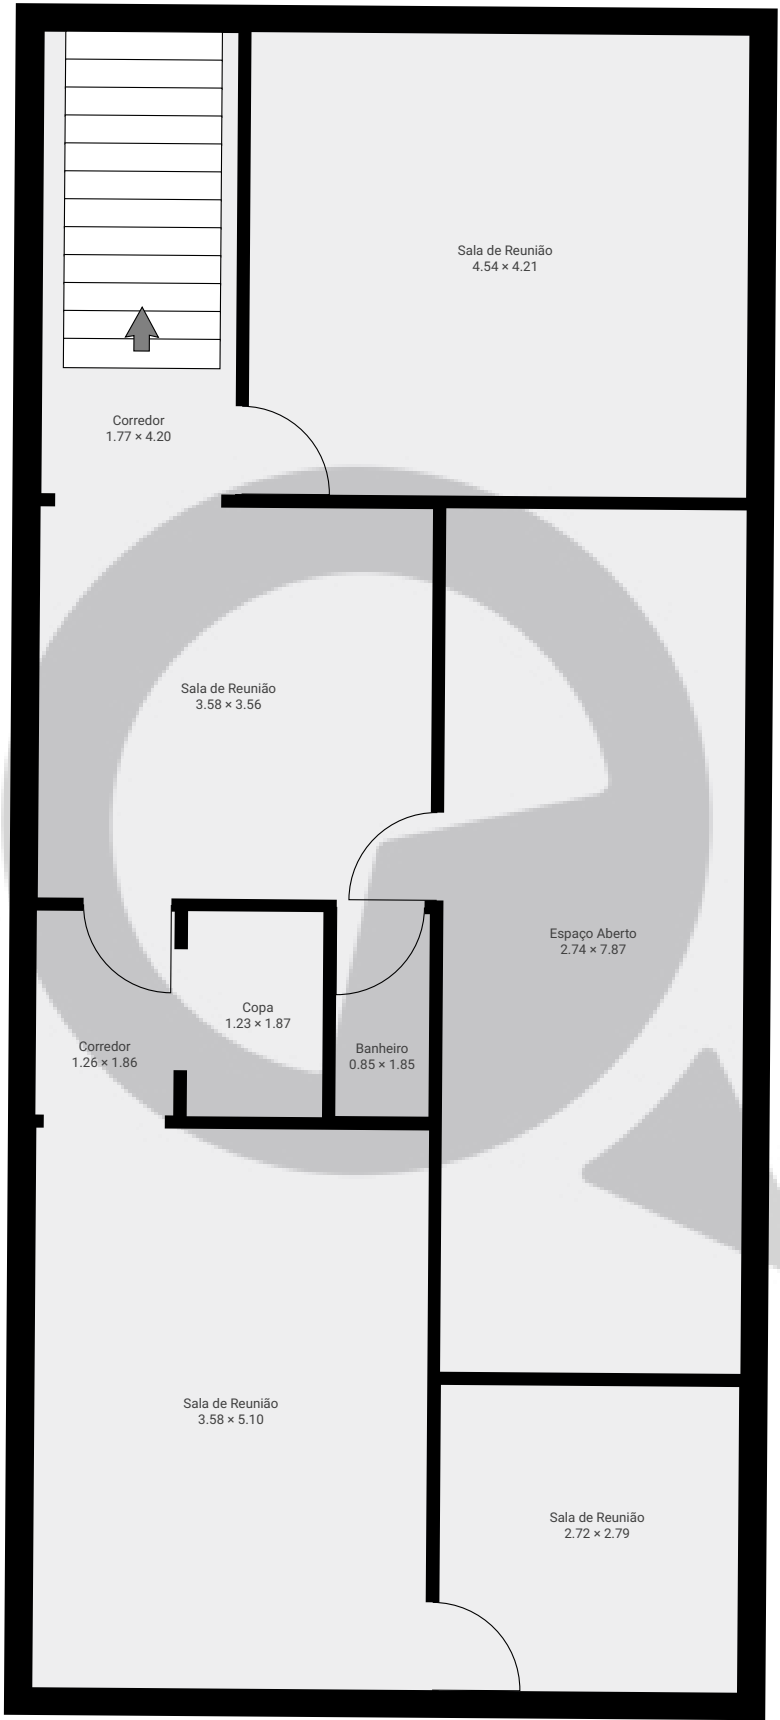 Sala de Reunião
4.54 × 4.21
Corredor
1.77 × 4.20
Sala de Reunião
3.58 × 3.56
Espaço Aberto
2.74 × 7.87
Copa
1.23 × 1.87
Corredor
1.26 × 1.86
Banheiro
0.85 × 1.85
Sala de Reunião
3.58 × 5.10
Sala de Reunião
2.72 × 2.79